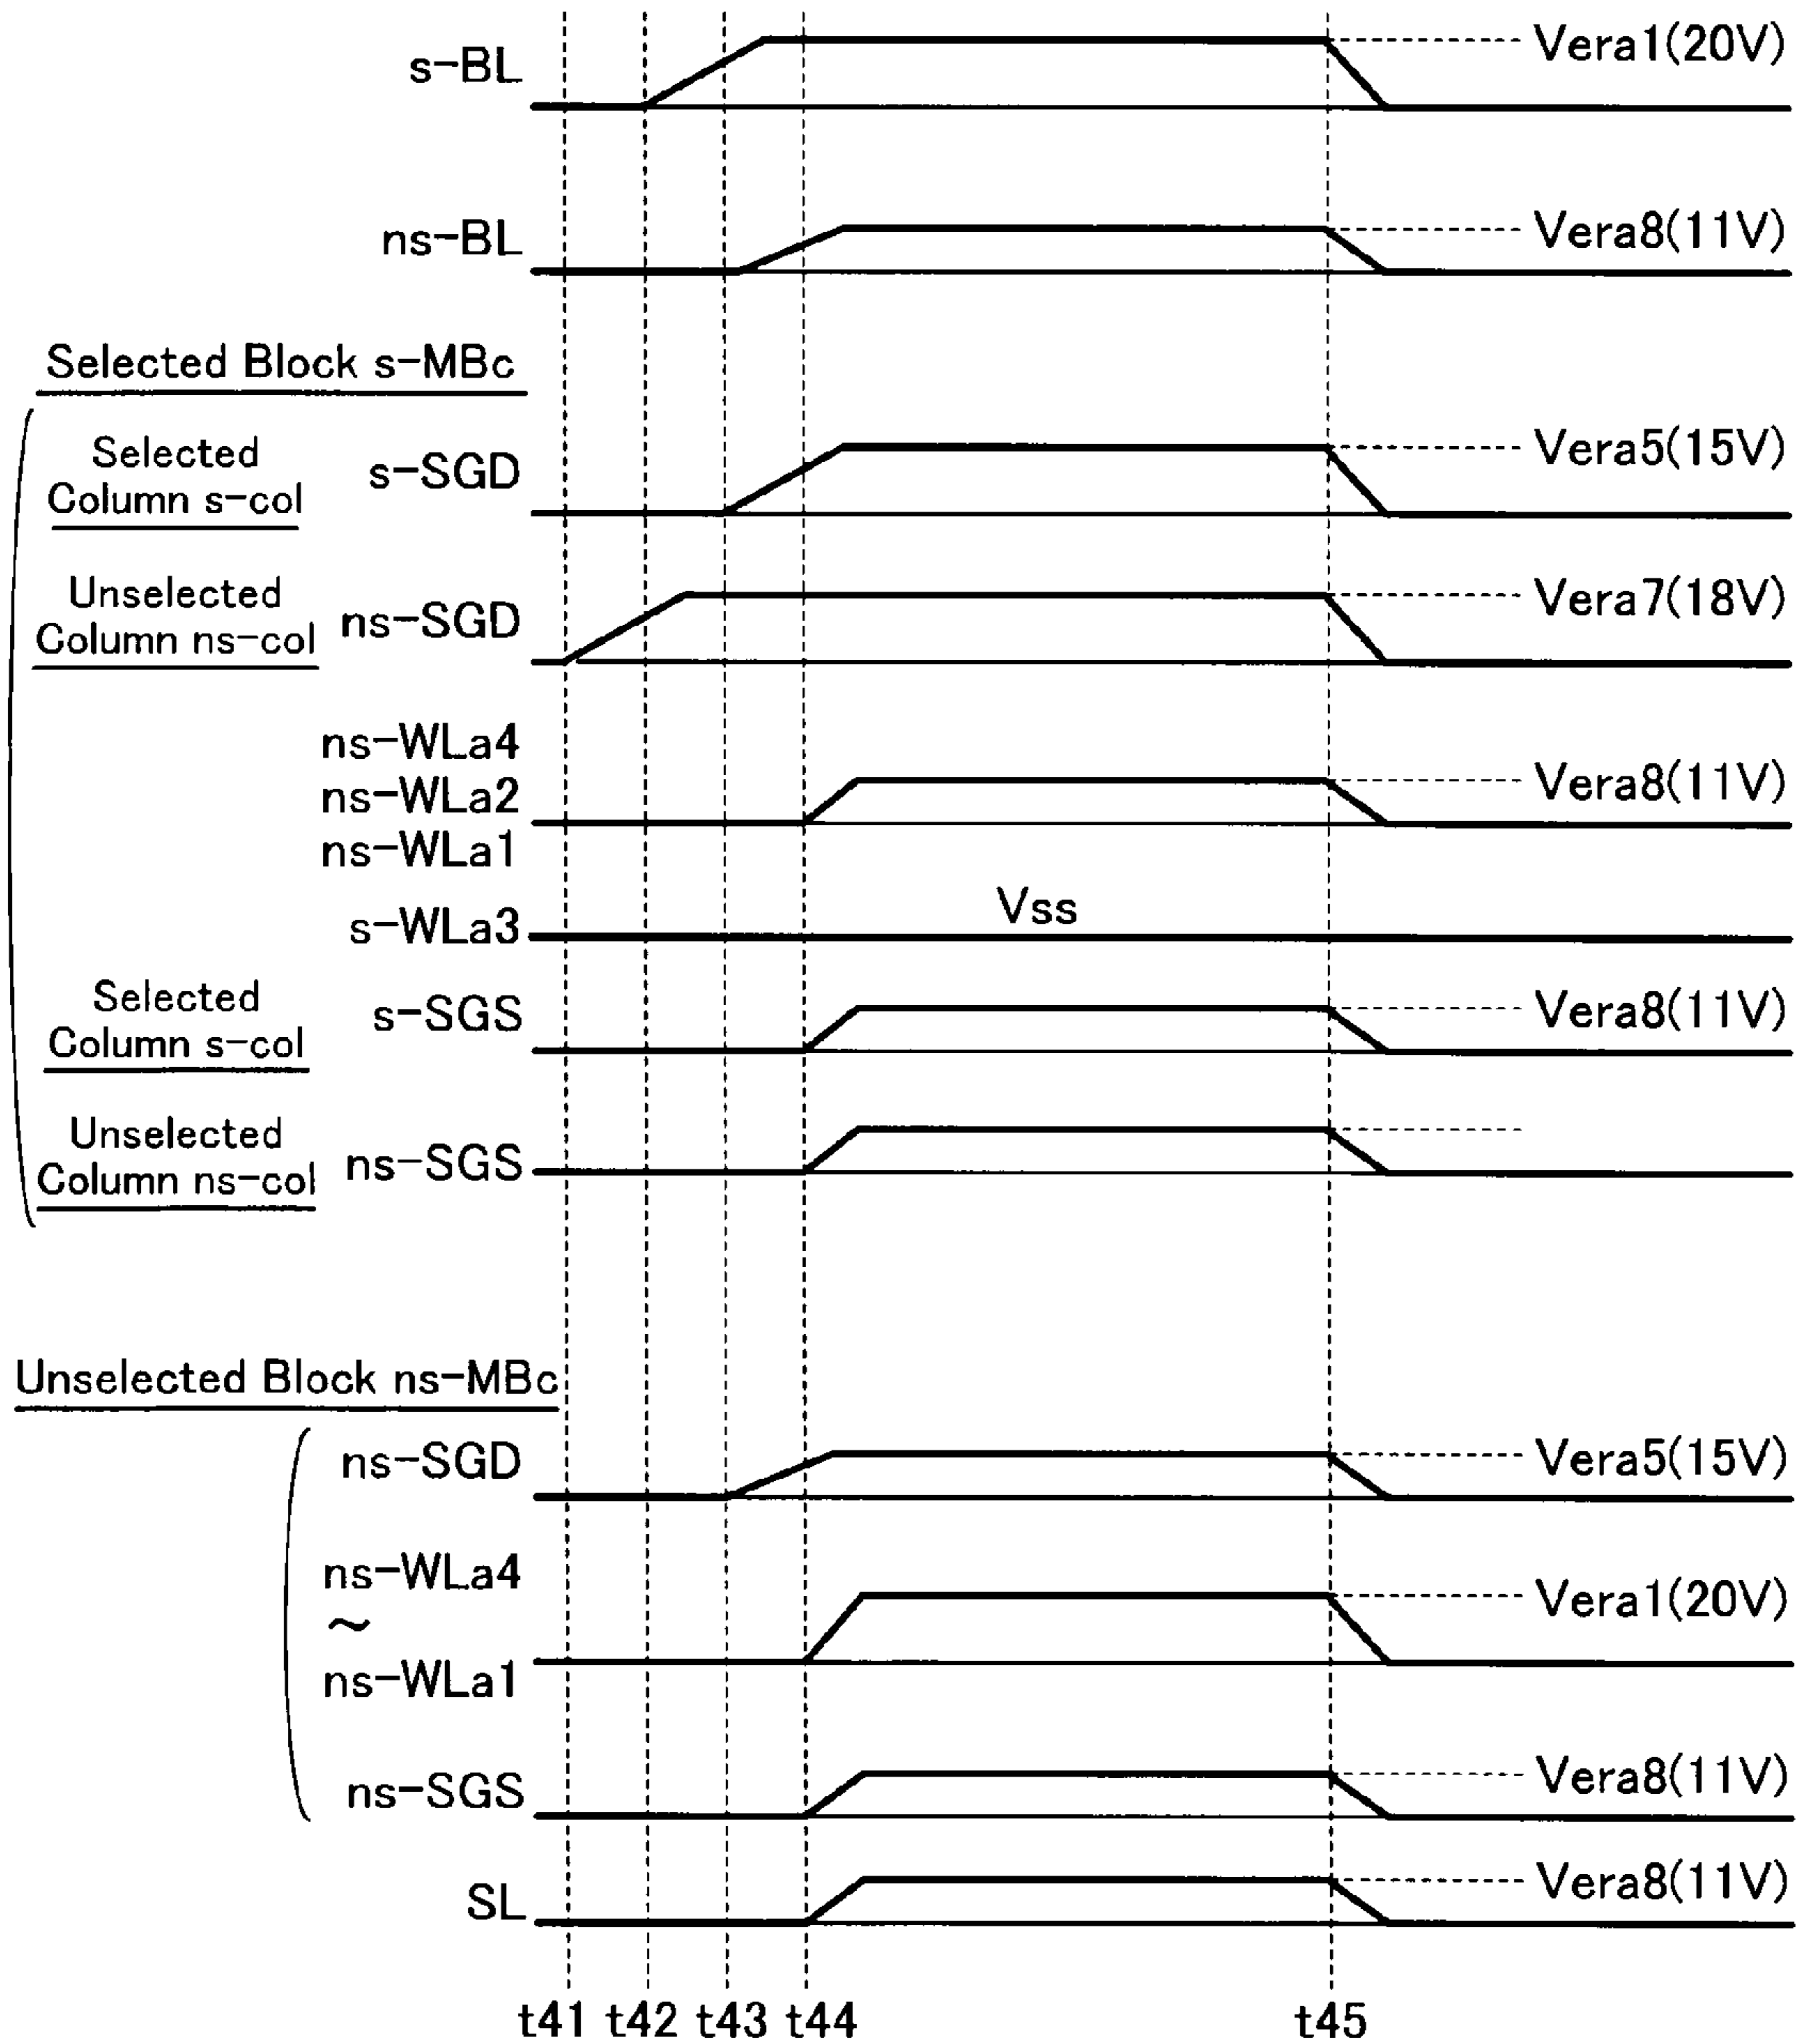 s-BL
Vera1(20V)
ns-BL
Vera8(11V)
Selected Block s-MBc
Selected
Column s-col
s-SGD
Vera5(15V)
Unselected
Column ns-col
ns-SGD
Vera7(18V)
ns-WLa4
ns-WLa2
ns-WLa1
Vera8(11V)
s-WLa3
Vss
Selected
Column s-col
s-SGS
Vera8(11V)
Unselected
Column ns-col
ns-SGS
Unselected Block ns-MBc
ns-SGD
Vera5(15V)
ns-WLa4
~
ns-WLa1
Vera1(20V)
ns-SGS
Vera8(11V)
SL
Vera8(11V)
t41 t42 t43 t44 t45